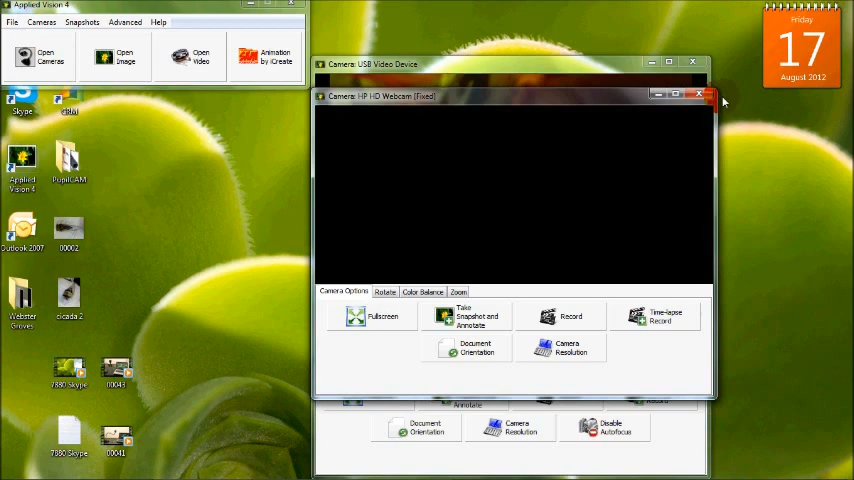 Applied Vision 4
File Cameras Snapshots Advanced Help
Open Cameras
Open Image
Open Video
Animation by iCreate
Friday
17
August 2012
Camera: USB Video Device
Camera: HP HD Webcam [Fixed]
Skype
CRM
Applied Vision 4
PupilCAM
Outlook 2007
00002
Webster Groves
cicada 2
7880 Skype
00043
7880 Skype
00041
Camera Options Rotate Color Balance Zoom
Fullscreen
Take Snapshot and Annotate
Record
Time-lapse Record
Document Orientation
Camera Resolution
Annotate
Record
Document Orientation
Camera Resolution
Disable Autofocus